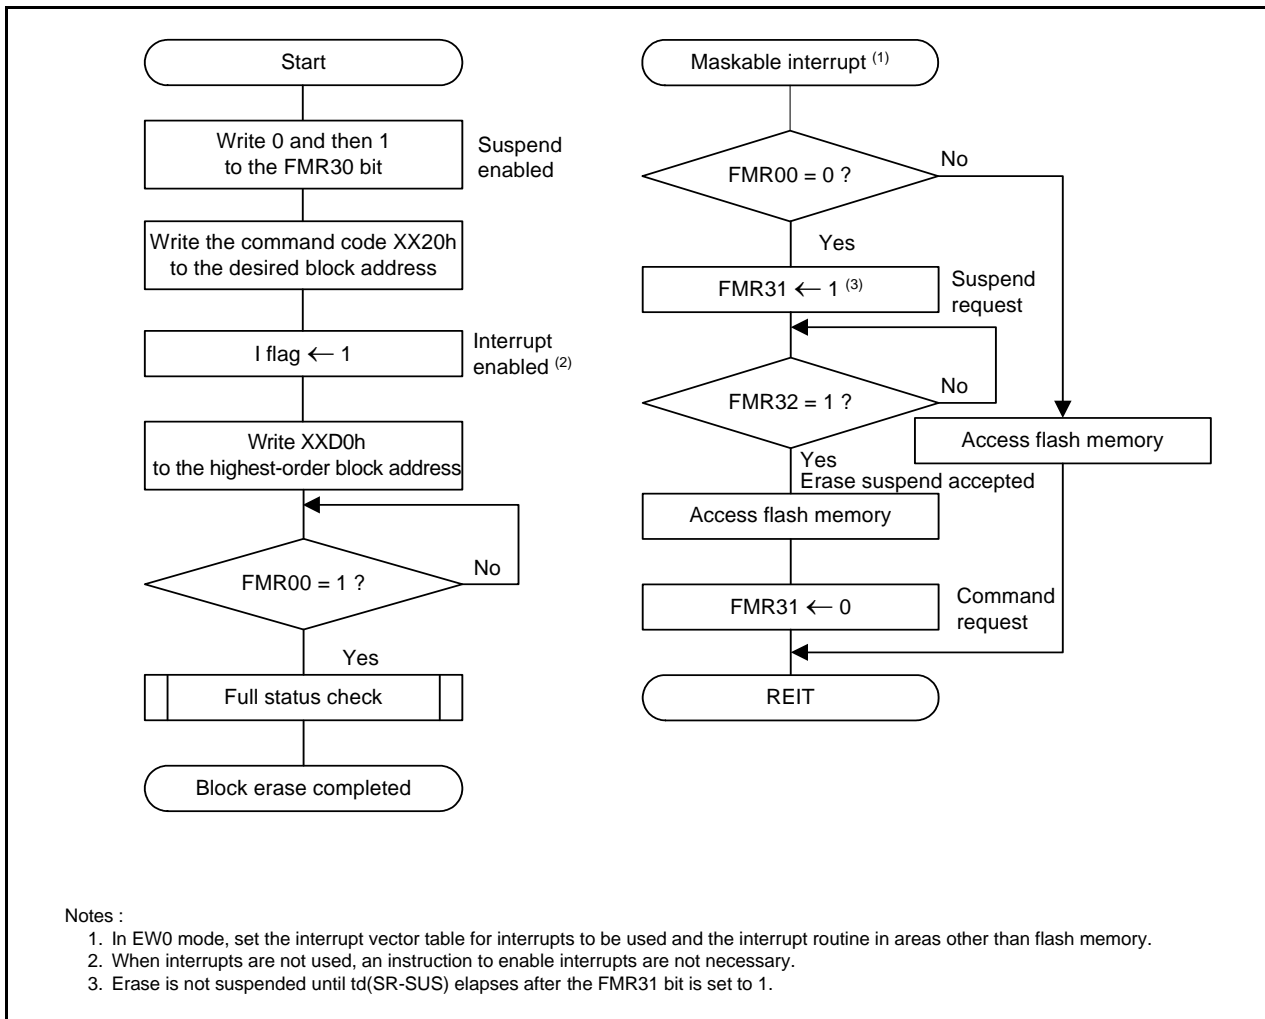 Start
Write 0 and then 1
to the FMR30 bit
Suspend
enabled
Write the command code XX20h
to the desired block address
I flag ← 1
Interrupt
enabled (2)
Write XXD0h
to the highest-order block address
FMR00 = 1 ?
No
Yes
Full status check
Block erase completed
Maskable interrupt (1)
FMR00 = 0 ?
No
Yes
FMR31 ← 1 (3)
Suspend
request
FMR32 = 1 ?
No
Access flash memory
Yes
Erase suspend accepted
Access flash memory
FMR31 ← 0
Command
request
REIT
Notes :
1. In EW0 mode, set the interrupt vector table for interrupts to be used and the interrupt routine in areas other than flash memory.
2. When interrupts are not used, an instruction to enable interrupts are not necessary.
3. Erase is not suspended until td(SR-SUS) elapses after the FMR31 bit is set to 1.